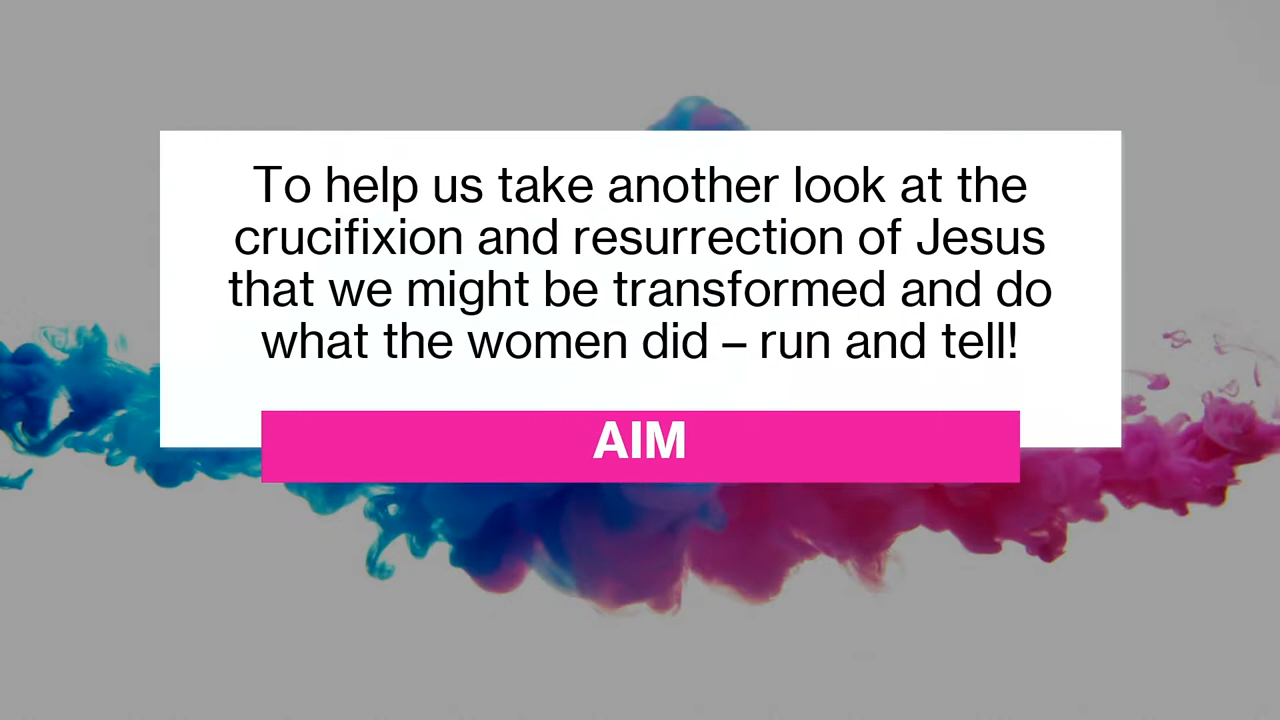 To help us take another look at the
crucifixion and resurrection of Jesus
that we might be transformed and do
what the women did – run and tell!
AIM